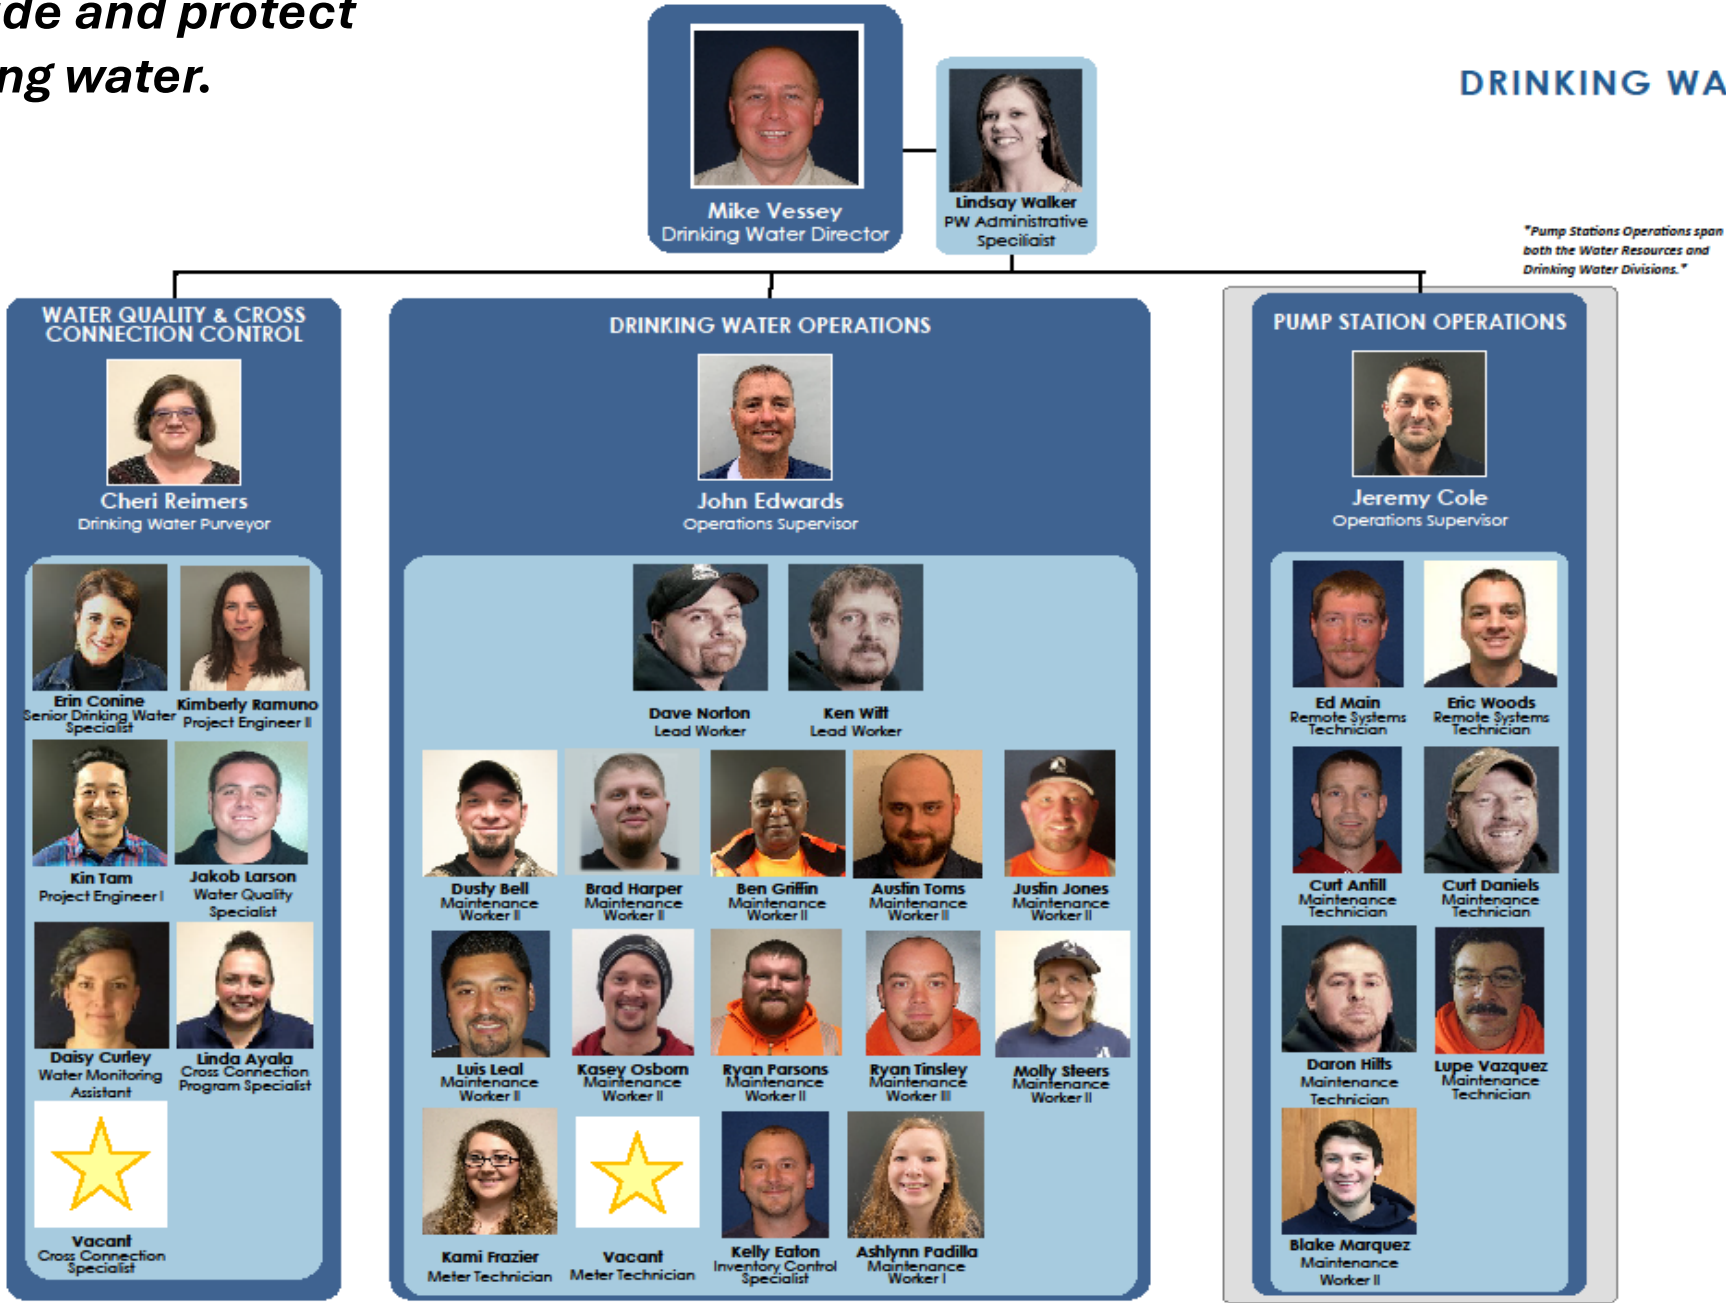 de and protect
ng water.
DRINKING WA
Mike Vessey
Drinking Water Director
Lindsay Walker
PW Administrative
Speciliaist
"Pump Stations Operations span
both the Water Resources and
Drinking Water Divisions."
WATER QUALITY & CROSS
CONNECTION CONTROL
Cheri Reimers
Drinking Water Purveyor
Erin Conine
Senior Drinking Water
Specialist
Kimberly Ramuno
Project Engineer II
Kin Tam
Project Engineer I
Jakob Larson
Water Quality
Specialist
Daisy Curley
Water Monitoring
Assistant
Linda Ayala
Cross Connection
Program Specialist
Vacant
Cross Connection
Specialist
DRINKING WATER OPERATIONS
John Edwards
Operations Supervisor
Dave Norton
Lead Worker
Ken Witt
Lead Worker
Dusty Bell
Maintenance
Worker II
Brad Harper
Maintenance
Worker II
Ben Griffin
Maintenance
Worker II
Austin Toms
Maintenance
Worker II
Justin Jones
Maintenance
Worker II
Luis Leal
Maintenance
Worker II
Kasey Osborn
Maintenance
Worker II
Ryan Parsons
Maintenance
Worker II
Ryan Tinsley
Maintenance
Worker III
Molly Steers
Maintenance
Worker II
Kami Frazier
Meter Technician
Vacant
Meter Technician
Kelly Eaton
Inventory Control
Specialist
Ashlynn Padilla
Maintenance
Worker I
PUMP STATION OPERATIONS
Jeremy Cole
Operations Supervisor
Ed Main
Remote Systems
Technician
Eric Woods
Remote Systems
Technician
Curt Antill
Maintenance
Technician
Curt Daniels
Maintenance
Technician
Daron Hilts
Maintenance
Technician
Lupe Vazquez
Maintenance
Technician
Blake Marquez
Maintenance
Worker II